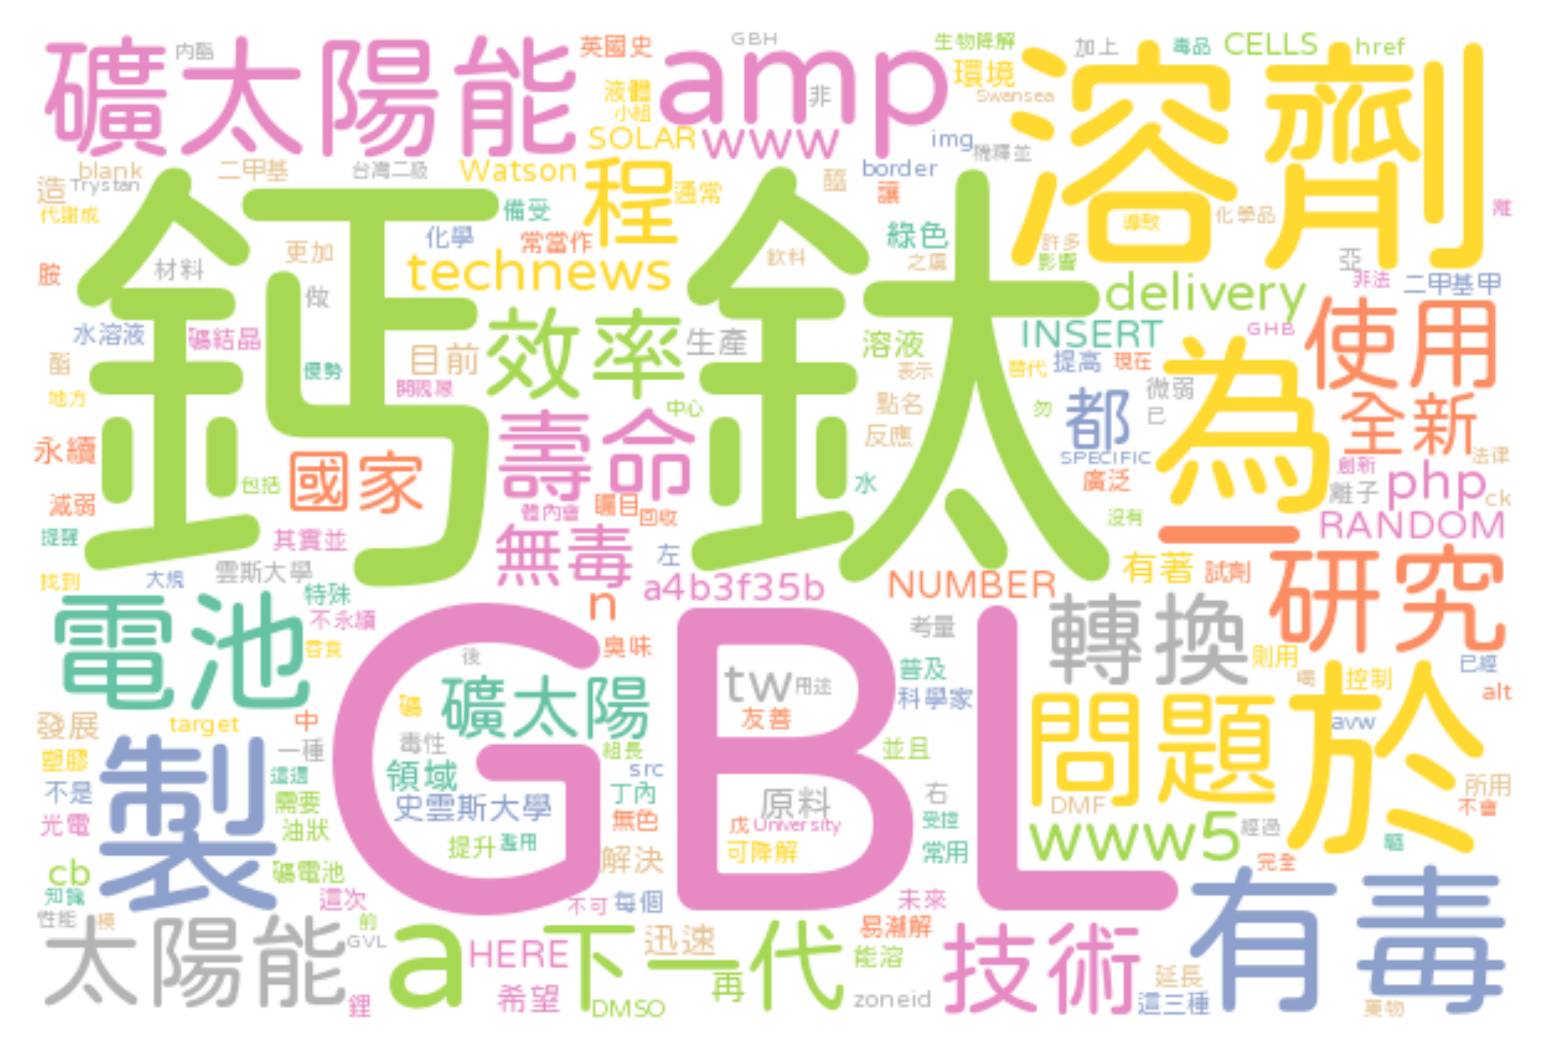 內酯
英國史
GBH
生物降解
加上
毒品
CELLS
href
礦太陽能
amp
溶劑
環境
Swansea
液體
小組
非
SOLAR
www
img
blank
二甲基
台灣二級
Watson
程
通常
border
造
Trystan
醯
讓
代謝成
備受
導致
化學品
離
鈣鈦
更加
化學
常當作
綠色
許多
影響
胺
材料
technews
飲料
之虞
亞
非法
二甲基甲
做
delivery
水溶液
礦結晶
效率
生產
溶液
INSERT
GHB
使用
酯
優勢
目前
表示
替代
提高
現在
為
地方
中心
點名
勿
都
微弱
已
全新
永續
國家
壽命
反應
SPECIFIC
創新
法律
包括
水
廣泛
離子
php
ck
減弱
矚目
體內會
回收
沒有
一
RANDOM
提醒
其實並
無毒
左
找到
大規
雲斯大學
a4b3f35b
NUMBER
有著
試劑
研究
特殊
n
不永續
電池
GBL
考量
轉換
吞食
後
臭味
則用
已經
礦
礦太陽
tw
用途
普及
科學家
喝
控制
alt
發展
target
中
友善
問題
於
avw
製
一種
毒性
組長
並且
塑膠
這週
領域
src
不是
需要
史雲斯大學
丁內
原料
右
DMF
所用
不會
光電
油狀
無色
戊
University
受控
www5
經過
提升
濫用
可降解
常用
cb
礦電池
解決
完全
知識
這次
不可
每個
未來
有毒
性能
模
前
太陽能
GVL
a
HERE
下一代
迅速
易潮解
技術
能溶
鋰
希望
DMSO
再
zoneid
延長
這三種
藥物